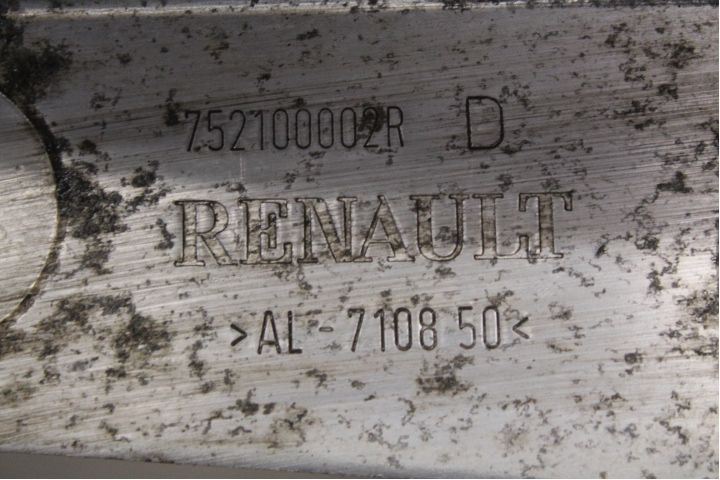 752100002R D
RENAULT
>AL-7108 50<